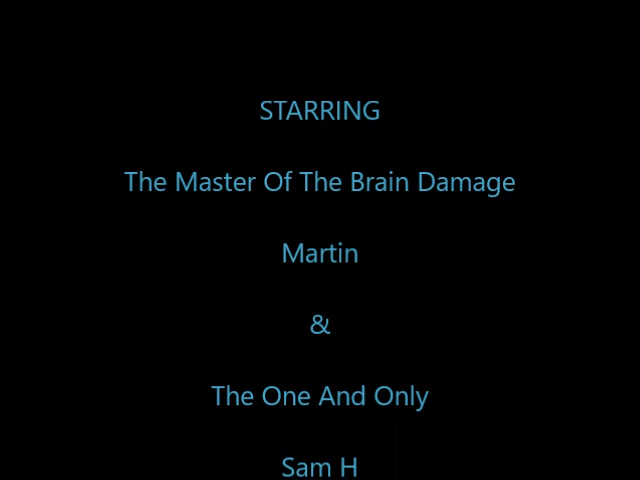 STARRING
The Master Of The Brain Damage
Martin
&
The One And Only
Sam H